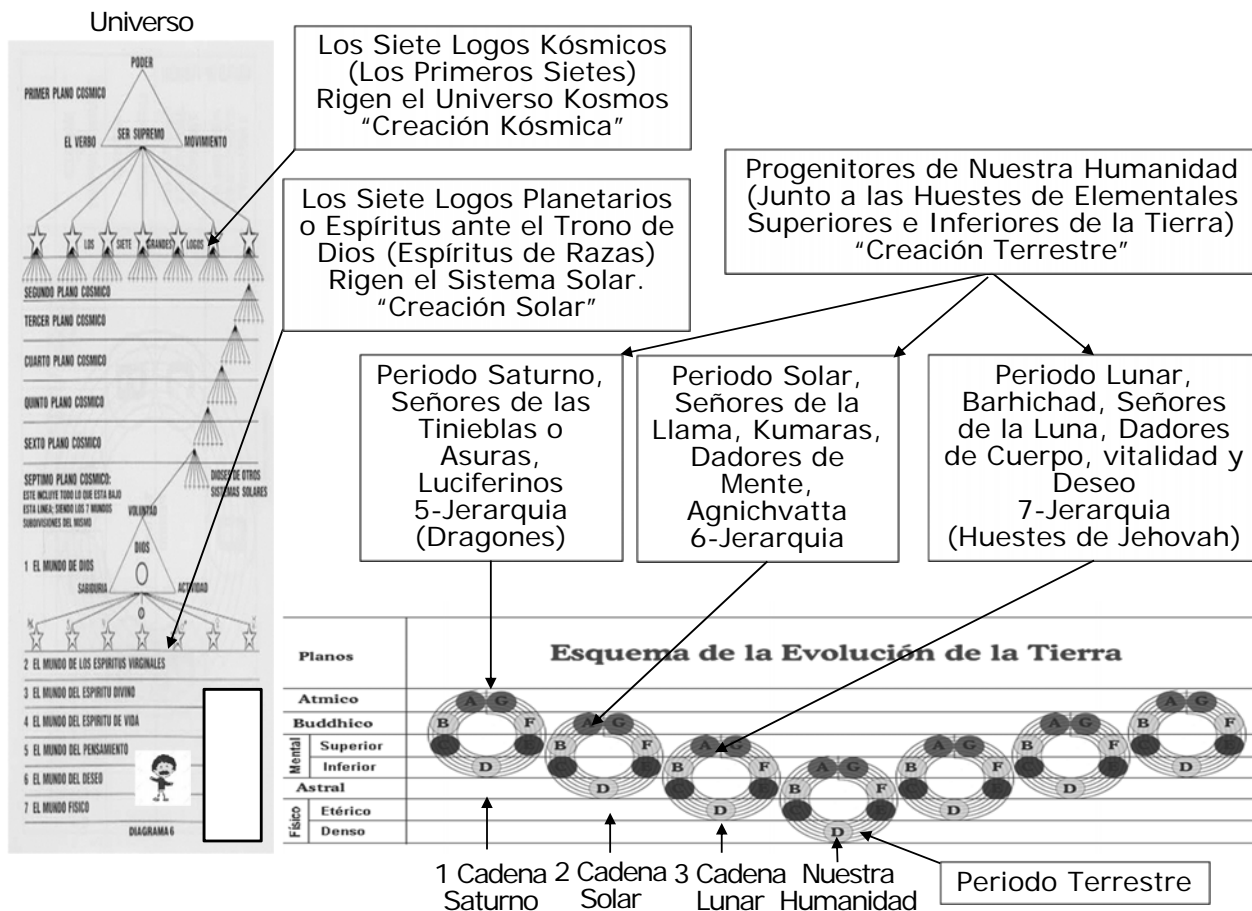 Universo
PODER
PRIMER PLANO COSMICO
SER SUPREMO
EL VERBO
MOVIMIENTO
LOS SIETE GRANDES LOGOS
SEGUNDO PLANO COSMICO
TERCER PLANO COSMICO
CUARTO PLANO COSMICO
QUINTO PLANO COSMICO
SEXTO PLANO COSMICO
SEPTIMO PLANO COSMICO:
ESTE INCLUYE TODO LO QUE ESTA BAJO
ESTA LINEA; SIENDO LOS 7 MUNDOS
SUBDIVISIONES DEL MISMO
DIOSES DE OTROS
SISTEMAS SOLARES
VOLUNTAD
DIOS
1 EL MUNDO DE DIOS
SABIDURIA
ACTIVIDAD
2 EL MUNDO DE LOS ESPIRITUS VIRGINALES
3 EL MUNDO DEL ESPIRITU DIVINO
4 EL MUNDO DEL ESPIRITU DE VIDA
5 EL MUNDO DEL PENSAMIENTO
6 EL MUNDO DEL DESEO
7 EL MUNDO FISICO
DIAGRAMA 6
Los Siete Logos Kósmicos
(Los Primeros Sietes)
Rigen el Universo Kosmos
"Creación Kósmica"
Los Siete Logos Planetarios
o Espíritus ante el Trono de
Dios (Espíritus de Razas)
Rigen el Sistema Solar.
"Creación Solar"
Progenitores de Nuestra Humanidad
(Junto a las Huestes de Elementales
Superiores e Inferiores de la Tierra)
"Creación Terrestre"
Periodo Saturno,
Señores de las
Tinieblas o
Asuras,
Luciferinos
5-Jerarquia
(Dragones)
Periodo Solar,
Señores de la
Llama, Kumaras,
Dadores de
Mente,
Agnichvatta
6-Jerarquia
Periodo Lunar,
Barhichad, Señores
de la Luna, Dadores
de Cuerpo, vitalidad y
Deseo
7-Jerarquia
(Huestes de Jehovah)
Planos
Esquema de la Evolución de la Tierra
Atmico
Buddhico
Mental
Superior
Inferior
Astral
Físico
Etérico
Denso
A G
B F
C E
D
A G
B F
C E
D
A G
B F
C E
D
A G
B F
C E
D
A G
B F
C E
D
A G
B F
C E
D
A G
B F
C E
D
1 Cadena
Saturno
2 Cadena
Solar
3 Cadena
Lunar
Nuestra
Humanidad
Periodo Terrestre